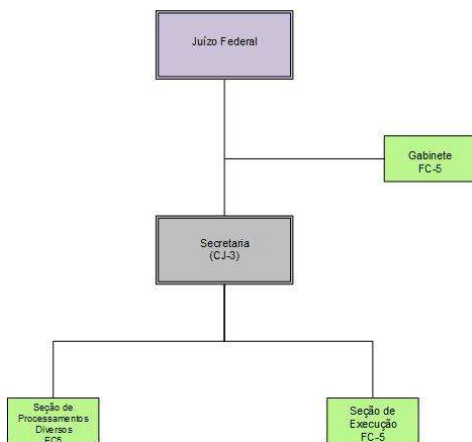 Juízo Federal
Gabinete
FC-5
Secretaria
(CJ-3)
Seção de
Processamentos
Diversos
FC5
Seção de
Execução
FC-5